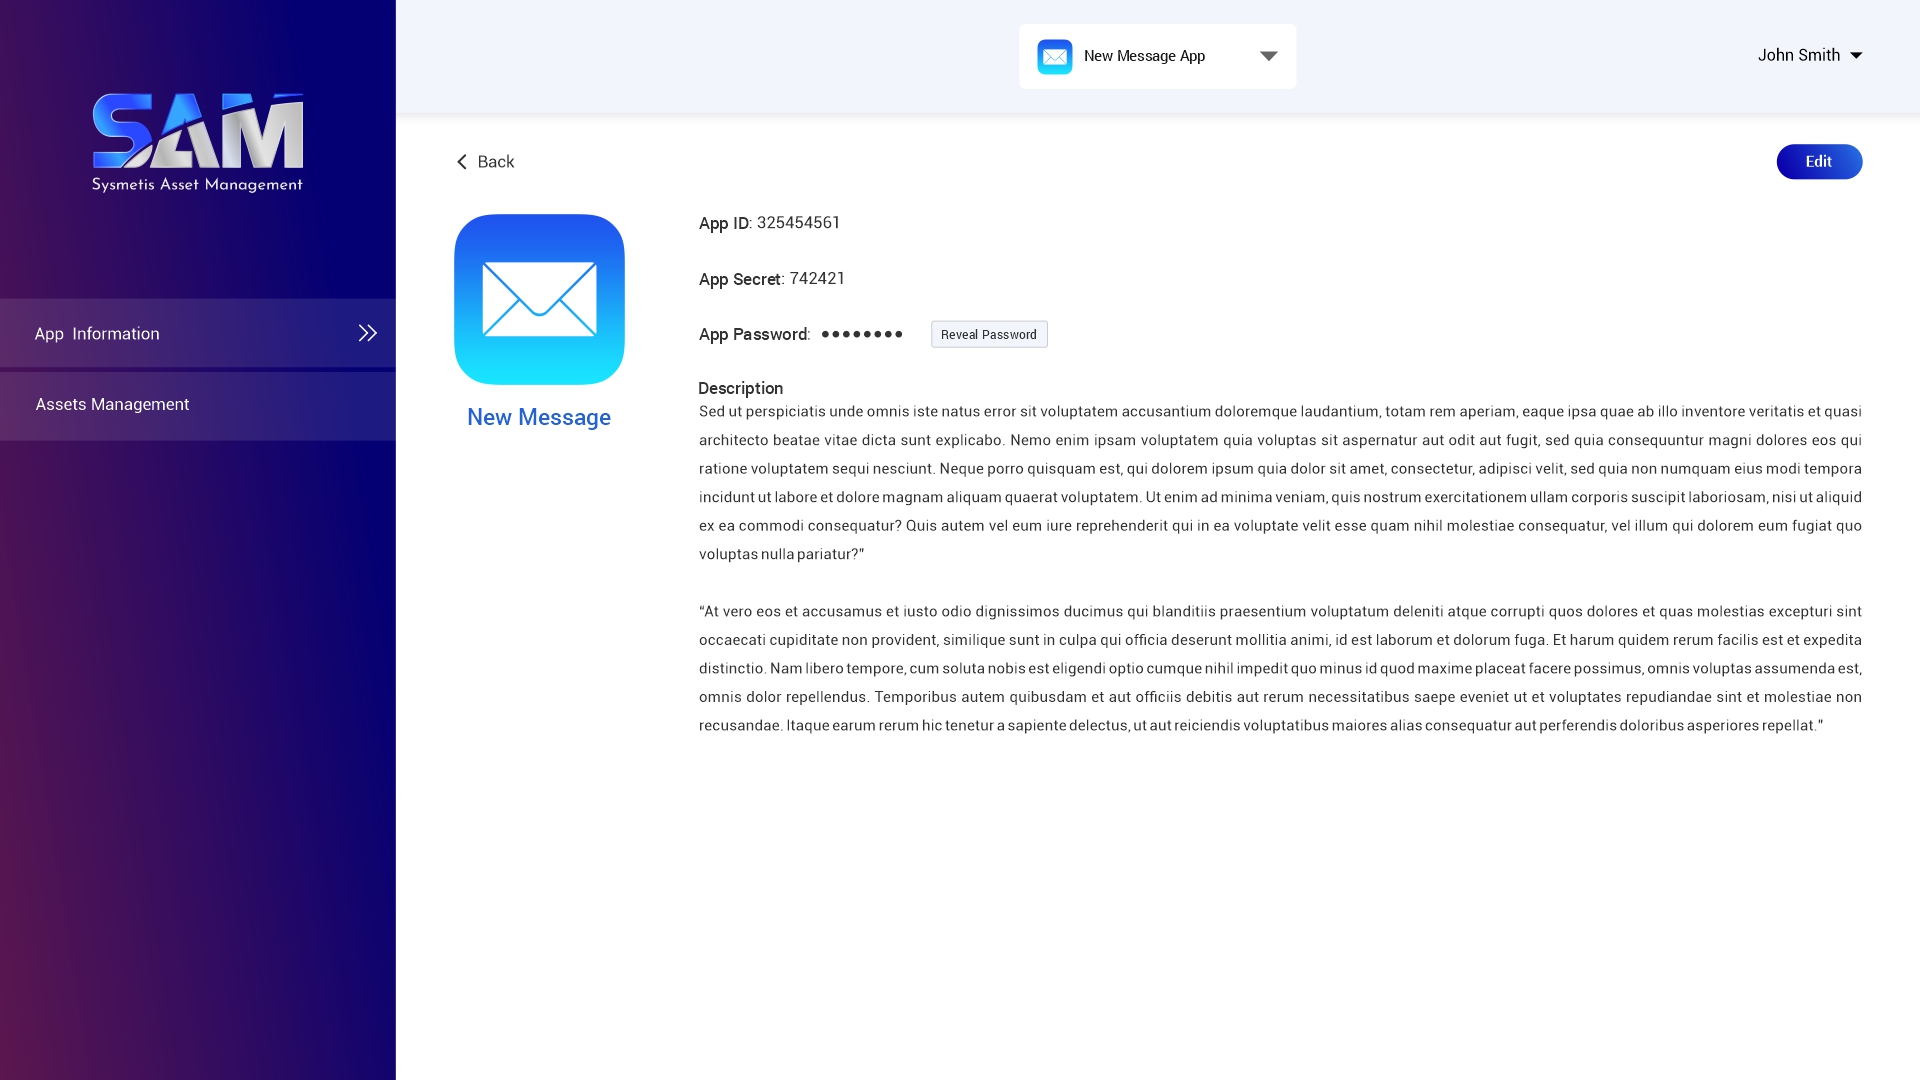 SAM
Sysmetis Asset Management
App Information
Assets Management
New Message App
John Smith
Back
Edit
New Message
App ID: 325454561
App Secret: 742421
App Password: ●●●●●●●●
Reveal Password
Description
Sed ut perspiciatis unde omnis iste natus error sit voluptatem accusantium doloremque laudantium, totam rem aperiam, eaque ipsa quae ab illo inventore veritatis et quasi
architecto beatae vitae dicta sunt explicabo. Nemo enim ipsam voluptatem quia voluptas sit aspernatur aut odit aut fugit, sed quia consequuntur magni dolores eos qui
ratione voluptatem sequi nesciunt. Neque porro quisquam est, qui dolorem ipsum quia dolor sit amet, consectetur, adipisci velit, sed quia non numquam eius modi tempora
incidunt ut labore et dolore magnam aliquam quaerat voluptatem. Ut enim ad minima veniam, quis nostrum exercitationem ullam corporis suscipit laboriosam, nisi ut aliquid
ex ea commodi consequatur? Quis autem vel eum iure reprehenderit qui in ea voluptate velit esse quam nihil molestiae consequatur, vel illum qui dolorem eum fugiat quo
voluptas nulla pariatur?”
“At vero eos et accusamus et iusto odio dignissimos ducimus qui blanditiis praesentium voluptatum deleniti atque corrupti quos dolores et quas molestias excepturi sint
occaecati cupiditate non provident, similique sunt in culpa qui officia deserunt mollitia animi, id est laborum et dolorum fuga. Et harum quidem rerum facilis est et expedita
distinctio. Nam libero tempore, cum soluta nobis est eligendi optio cumque nihil impedit quo minus id quod maxime placeat facere possimus, omnis voluptas assumenda est,
omnis dolor repellendus. Temporibus autem quibusdam et aut officiis debitis aut rerum necessitatibus saepe eveniet ut et voluptates repudiandae sint et molestiae non
recusandae. Itaque earum rerum hic tenetur a sapiente delectus, ut aut reiciendis voluptatibus maiores alias consequatur aut perferendis doloribus asperiores repellat.”